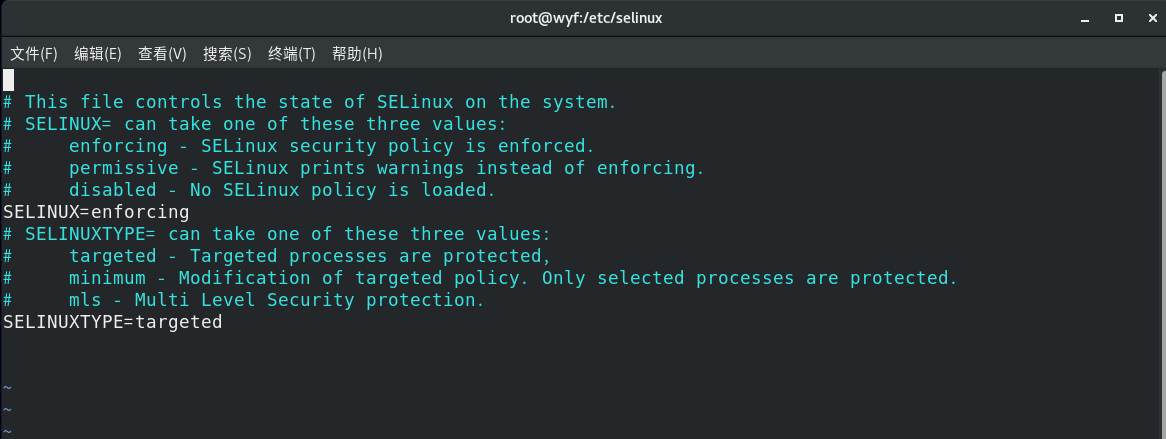 root@wyf:/etc/selinux
文件(F) 编辑(E) 查看(V) 搜索(S) 终端(T) 帮助(H)
# This file controls the state of SELinux on the system.
# SELINUX= can take one of these three values:
#     enforcing - SELinux security policy is enforced.
#     permissive - SELinux prints warnings instead of enforcing.
#     disabled - No SELinux policy is loaded.
SELINUX=enforcing
# SELINUXTYPE= can take one of these three values:
#     targeted - Targeted processes are protected,
#     minimum - Modification of targeted policy. Only selected processes are protected.
#     mls - Multi Level Security protection.
SELINUXTYPE=targeted
~
~
~